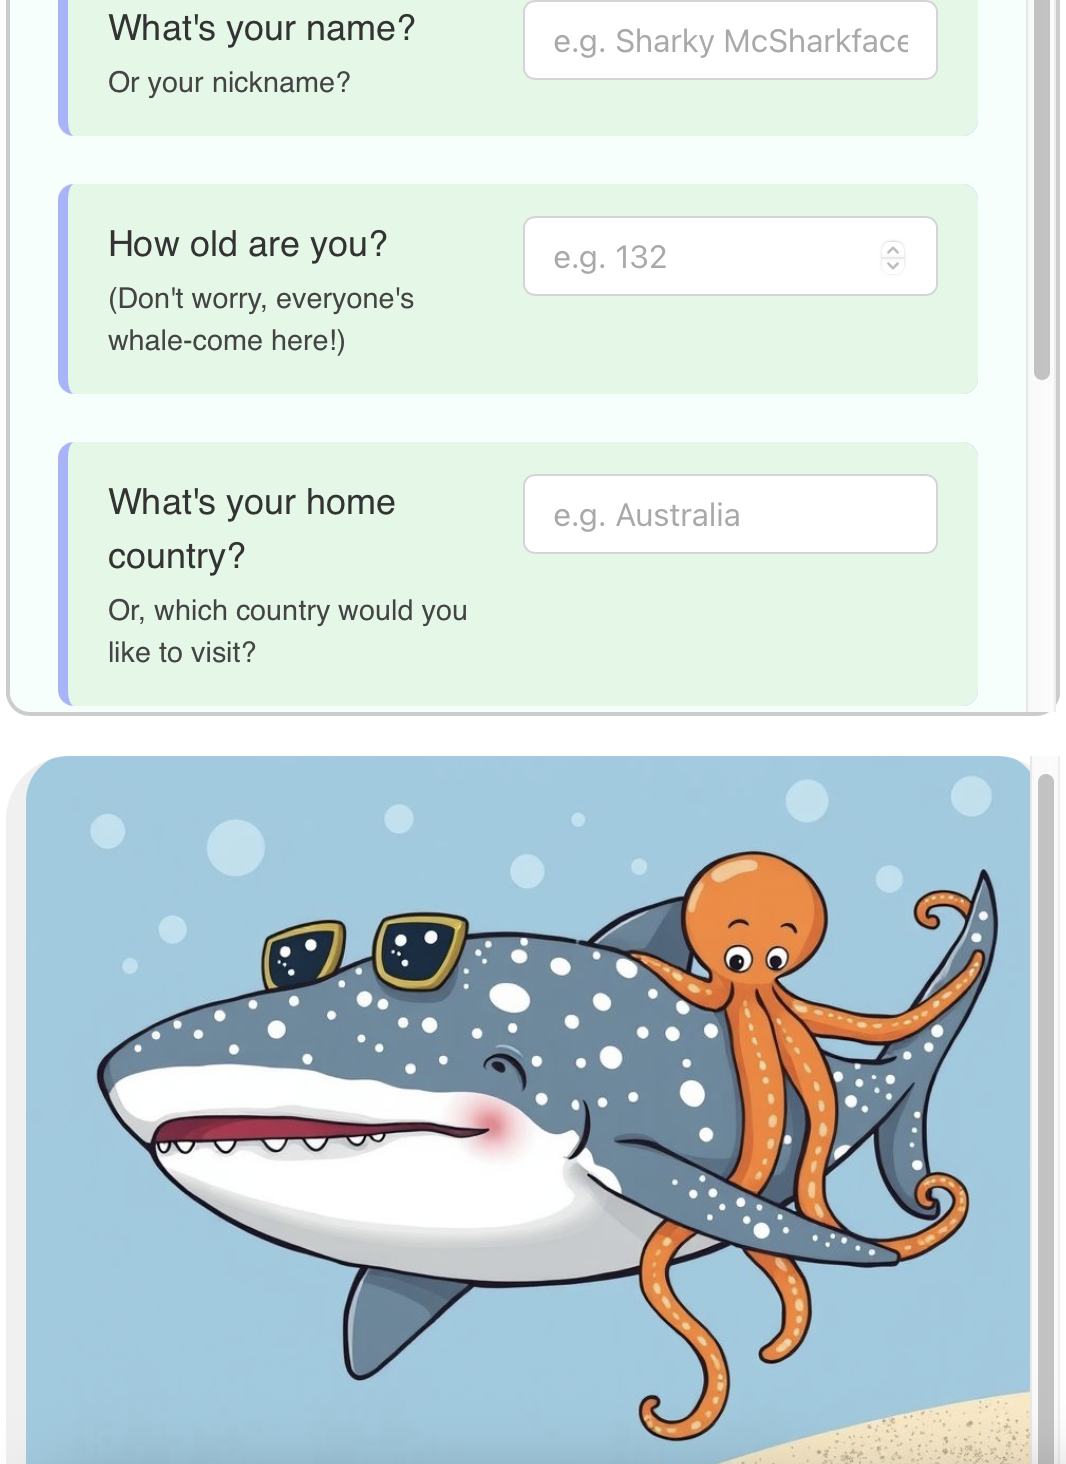 What's your name?
e.g. Sharky McSharkface
Or your nickname?
How old are you?
e.g. 132
(Don't worry, everyone's
whale-come here!)
What's your home
country?
e.g. Australia
Or, which country would you
like to visit?